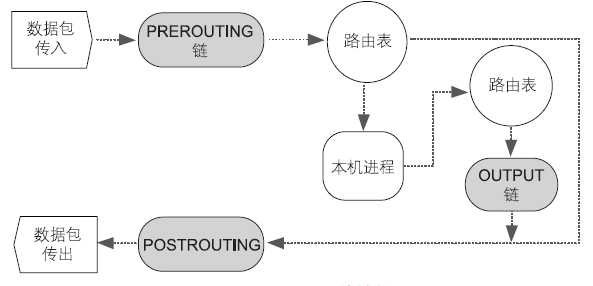 数据包
传入
PREROUTING
链
路由表
路由表
本机进程
OUTPUT
链
数据包
传出
POSTROUTING